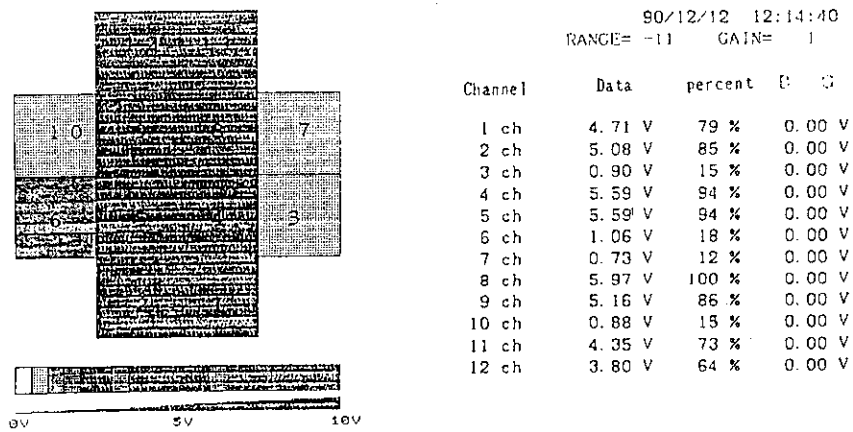 90/12/12 12:14:40
RANGE= -11 GAIN= 1
Channel Data percent
1 ch 4.71 V 79 % 0.00 V
2 ch 5.08 V 85 % 0.00 V
3 ch 0.90 V 15 % 0.00 V
4 ch 5.59 V 94 % 0.00 V
5 ch 5.59 V 94 % 0.00 V
6 ch 1.06 V 18 % 0.00 V
7 ch 0.73 V 12 % 0.00 V
8 ch 5.97 V 100 % 0.00 V
9 ch 5.16 V 86 % 0.00 V
10 ch 0.88 V 15 % 0.00 V
11 ch 4.35 V 73 % 0.00 V
12 ch 3.80 V 64 % 0.00 V
10
7
6
3
0V 5V 10V